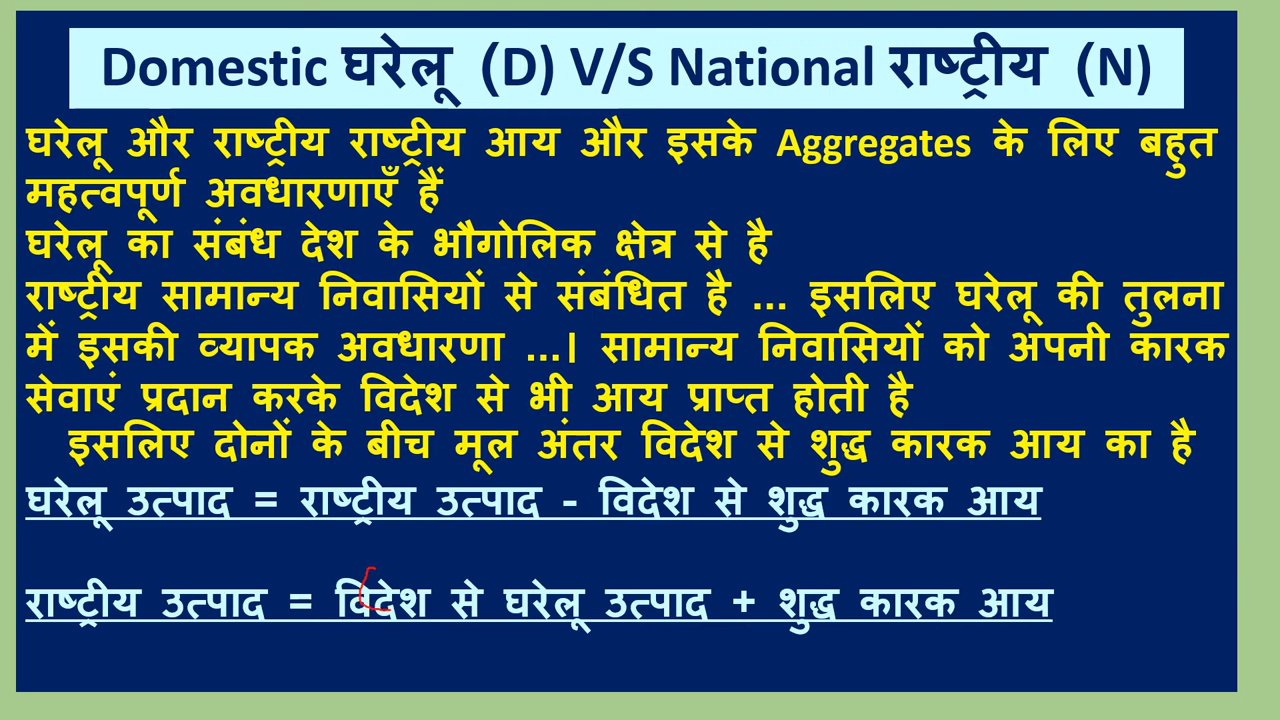 Domestic घरेलू (D) V/S National राष्ट्रीय (N)
घरेलू और राष्ट्रीय राष्ट्रीय आय और इसके Aggregates के लिए बहुत
महत्वपूर्ण अवधारणाएँ हैं
घरेलू का संबंध देश के भौगोलिक क्षेत्र से है
राष्ट्रीय सामान्य निवासियों से संबंधित है ... इसलिए घरेलू की तुलना
में इसकी व्यापक अवधारणा ...। सामान्य निवासियों को अपनी कारक
सेवाएं प्रदान करके विदेश से भी आय प्राप्त होती है
इसलिए दोनों के बीच मूल अंतर विदेश से शुद्ध कारक आय का है
घरेलू उत्पाद = राष्ट्रीय उत्पाद - विदेश से शुद्ध कारक आय
राष्ट्रीय उत्पाद = विदेश से घरेलू उत्पाद + शुद्ध कारक आय